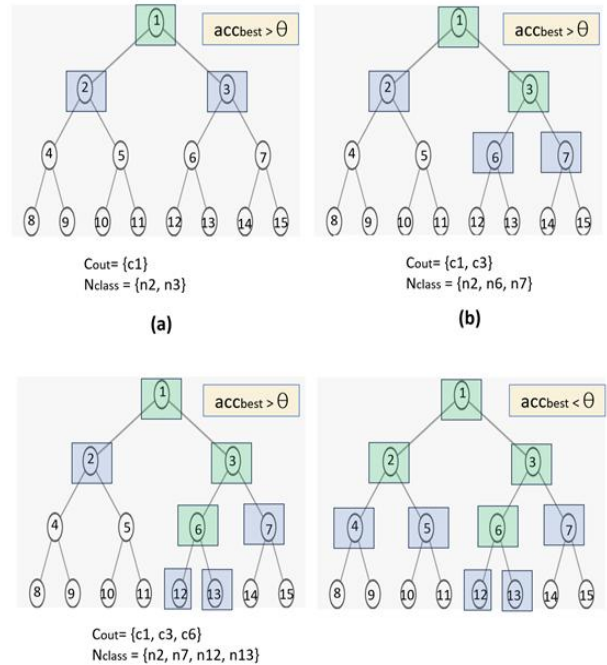 1
accbest > Θ
2
3
4
5
6
7
8 9 10 11 12 13 14 15
Cout= {c1}
Nclass = {n2, n3}
(a)
1
accbest > Θ
2
3
4
5
6
7
8 9 10 11 12 13 14 15
Cout= {c1, c3}
Nclass = {n2, n6, n7}
(b)
1
accbest > Θ
2
3
4
5
6
7
8 9 10 11 12 13 14 15
Cout= {c1, c3, c6}
Nclass = {n2, n7, n12, n13}
1
accbest < Θ
2
3
4
5
6
7
8 9 10 11 12 13 14 15